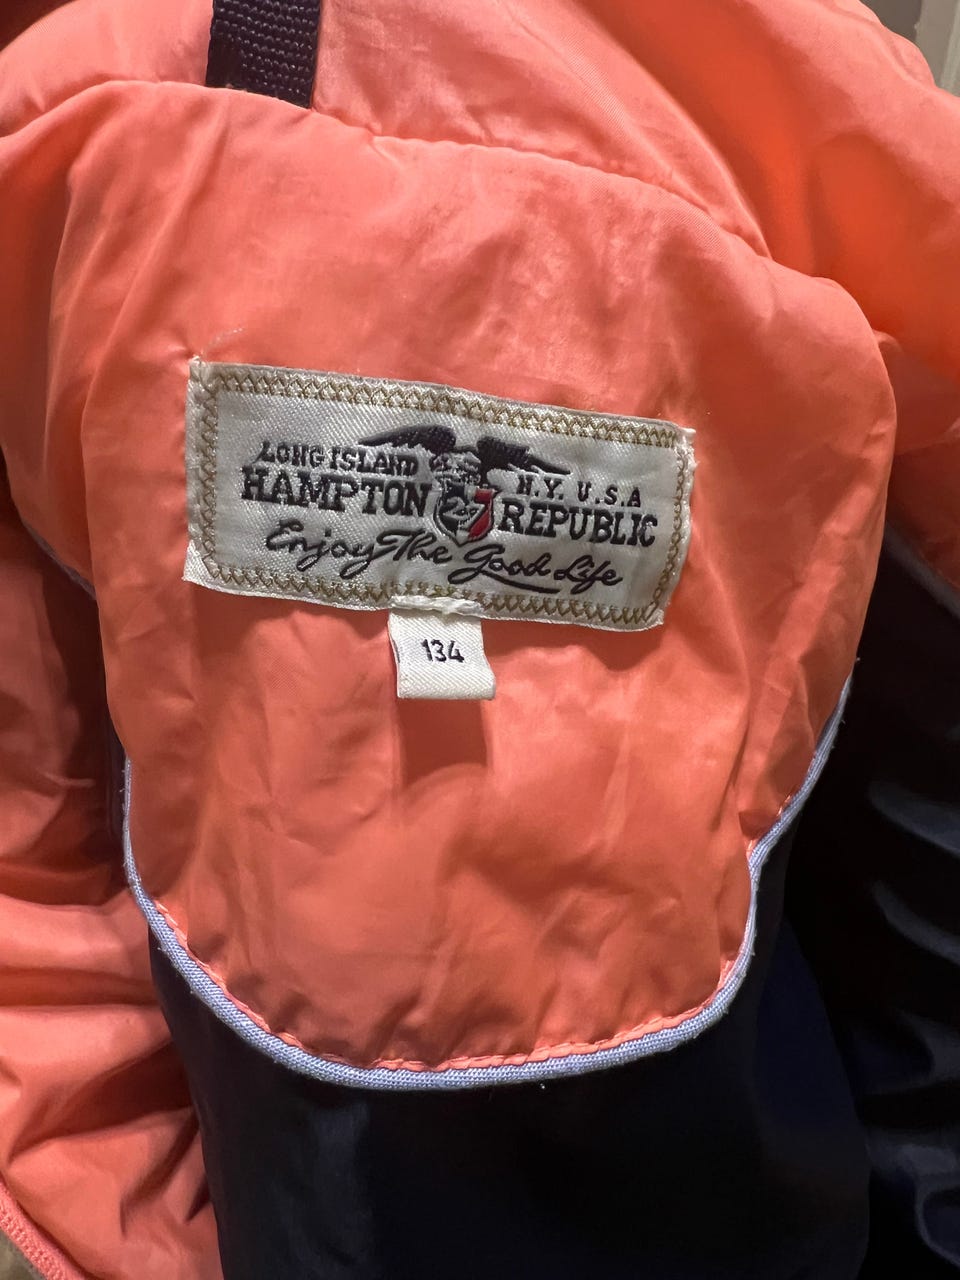 LONG ISLAND N.Y. U.S.A
HAMPTON REPUBLIC
Enjoy The Good Life
134